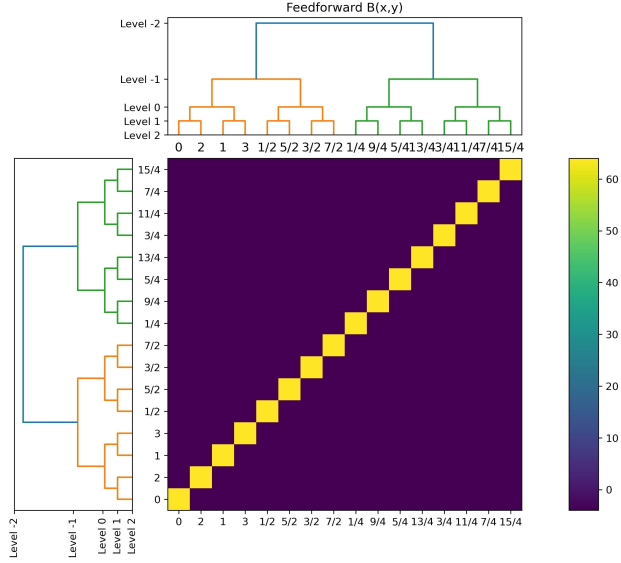 Feedforward B(x,y)
Level -2
Level -1
Level 0
Level 1
Level 2
0 2 1 3 1/2 5/2 3/2 7/2 1/4 9/4 5/4 13/4 3/4 11/4 7/4 15/4
15/4
7/4
11/4
3/4
13/4
5/4
9/4
1/4
7/2
3/2
5/2
1/2
3
1
2
0
0 2 1 3 1/2 5/2 3/2 7/2 1/4 9/4 5/4 13/4 3/4 11/4 7/4 15/4
Level -2
Level -1
Level 0
Level 1
Level 2
60
50
40
30
20
10
0